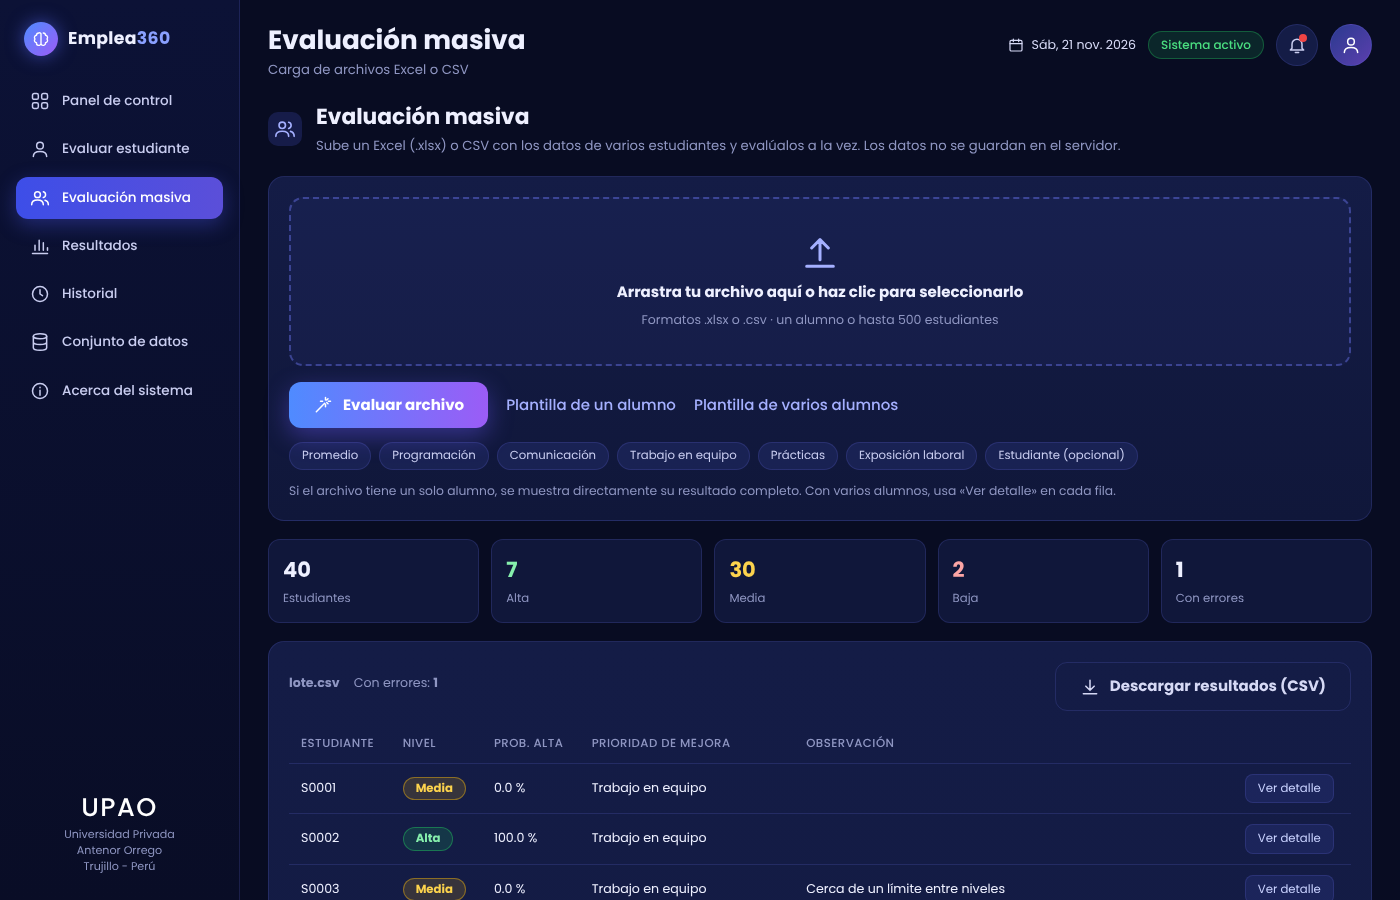 Emplea360
Panel de control
Evaluar estudiante
Evaluación masiva
Resultados
Historial
Conjunto de datos
Acerca del sistema
UPAO
Universidad Privada
Antenor Orrego
Trujillo - Perú
Evaluación masiva
Carga de archivos Excel o CSV
Sáb, 21 nov. 2026
Sistema activo
Evaluación masiva
Sube un Excel (.xlsx) o CSV con los datos de varios estudiantes y evalúalos a la vez. Los datos no se guardan en el servidor.
Arrastra tu archivo aquí o haz clic para seleccionarlo
Formatos .xlsx o .csv · un alumno o hasta 500 estudiantes
Evaluar archivo Plantilla de un alumno Plantilla de varios alumnos
Promedio Programación Comunicación Trabajo en equipo Prácticas Exposición laboral Estudiante (opcional)
Si el archivo tiene un solo alumno, se muestra directamente su resultado completo. Con varios alumnos, usa «Ver detalle» en cada fila.
40 7 30 2 1
Estudiantes Alta Media Baja Con errores
lote.csv Con errores: 1 Descargar resultados (CSV)
ESTUDIANTE NIVEL PROB. ALTA PRIORIDAD DE MEJORA OBSERVACIÓN
S0001 Media 0.0 % Trabajo en equipo Ver detalle
S0002 Alta 100.0 % Trabajo en equipo Ver detalle
S0003 Media 0.0 % Trabajo en equipo Cerca de un límite entre niveles Ver detalle